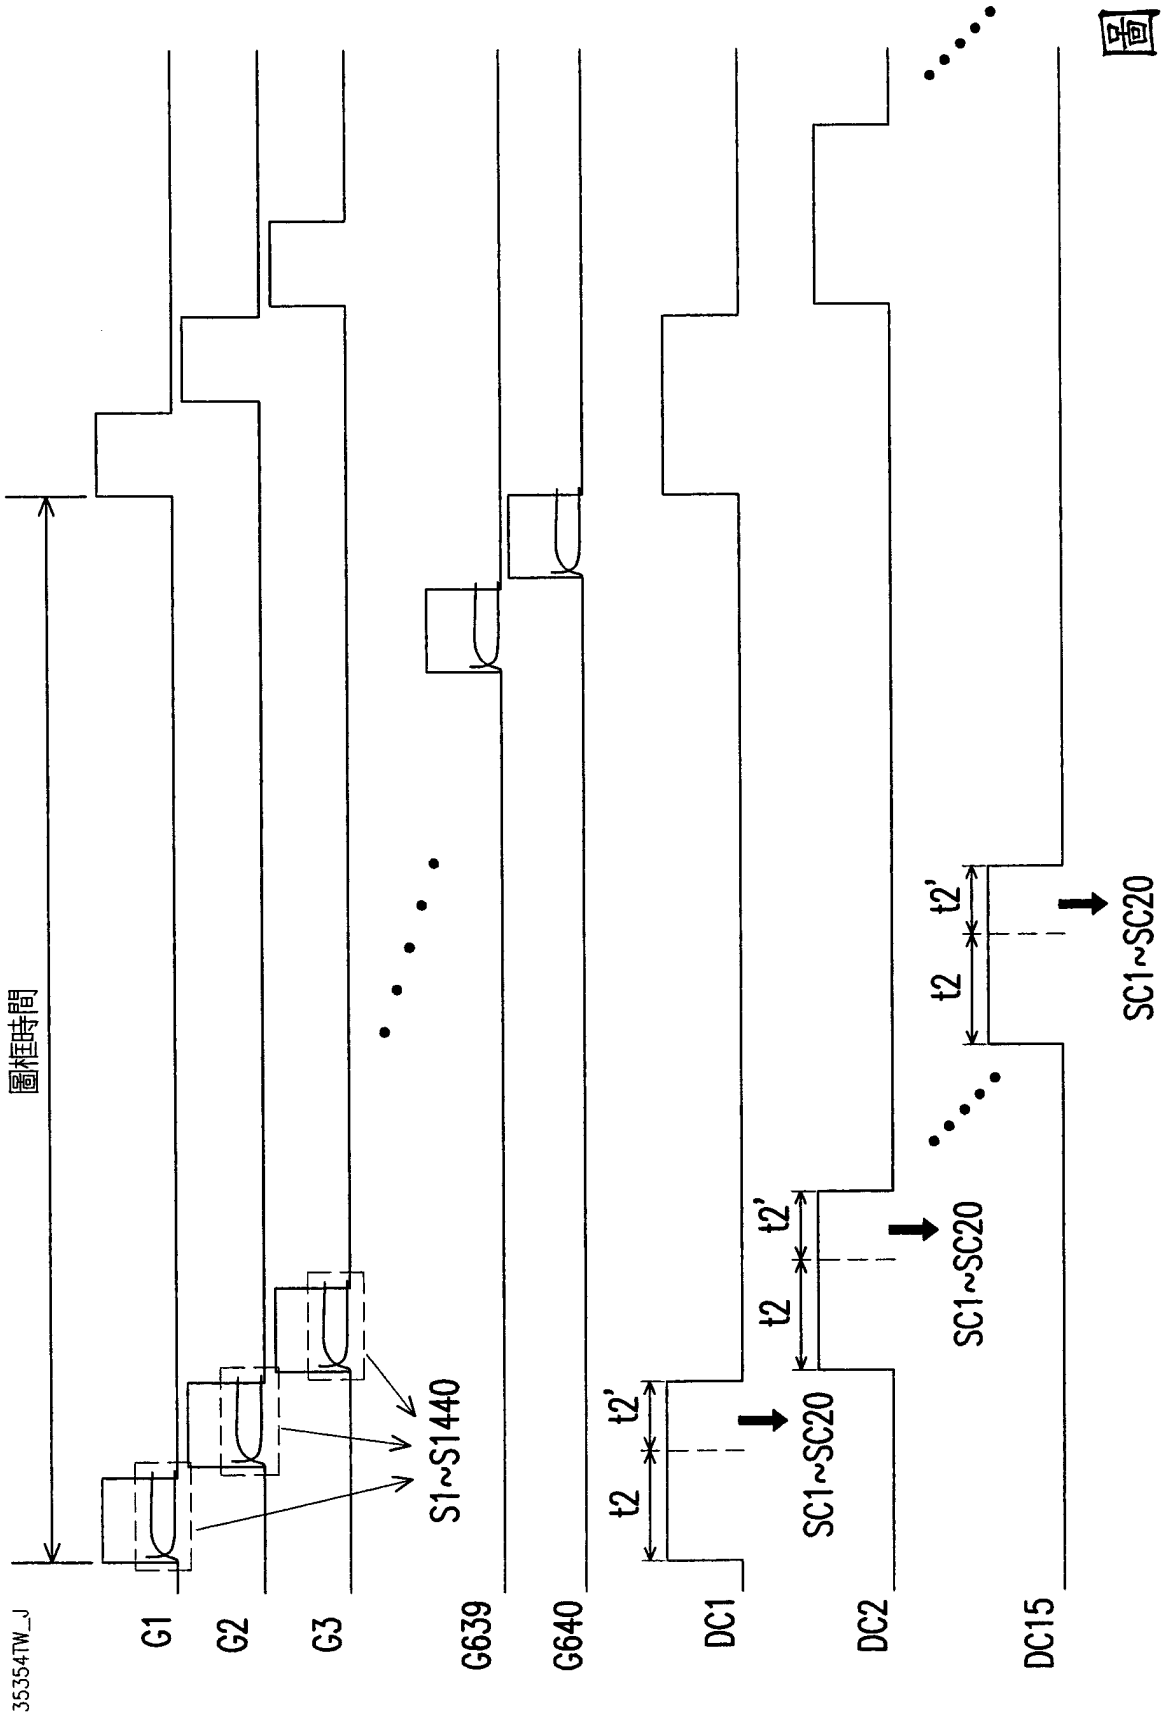 35354TW_J
圖框時間
G1
G2
G3
S1~S1440
G639
G640
DC1
t2
t2'
SC1~SC20
DC2
t2
t2'
SC1~SC20
DC15
t2
t2'
SC1~SC20
圖